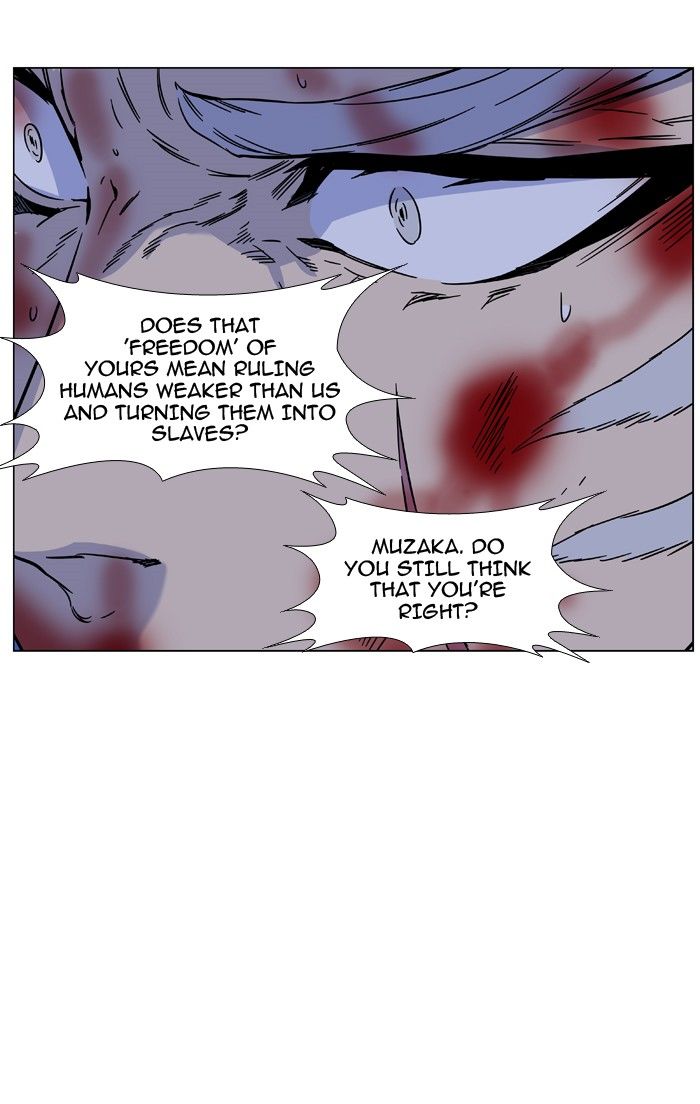 DOES THAT
'FREEDOM' OF
YOURS MEAN RULING
HUMANS WEAKER THAN US
AND TURNING THEM INTO
SLAVES?
MUZAKA. DO
YOU STILL THINK
THAT YOU'RE
RIGHT?